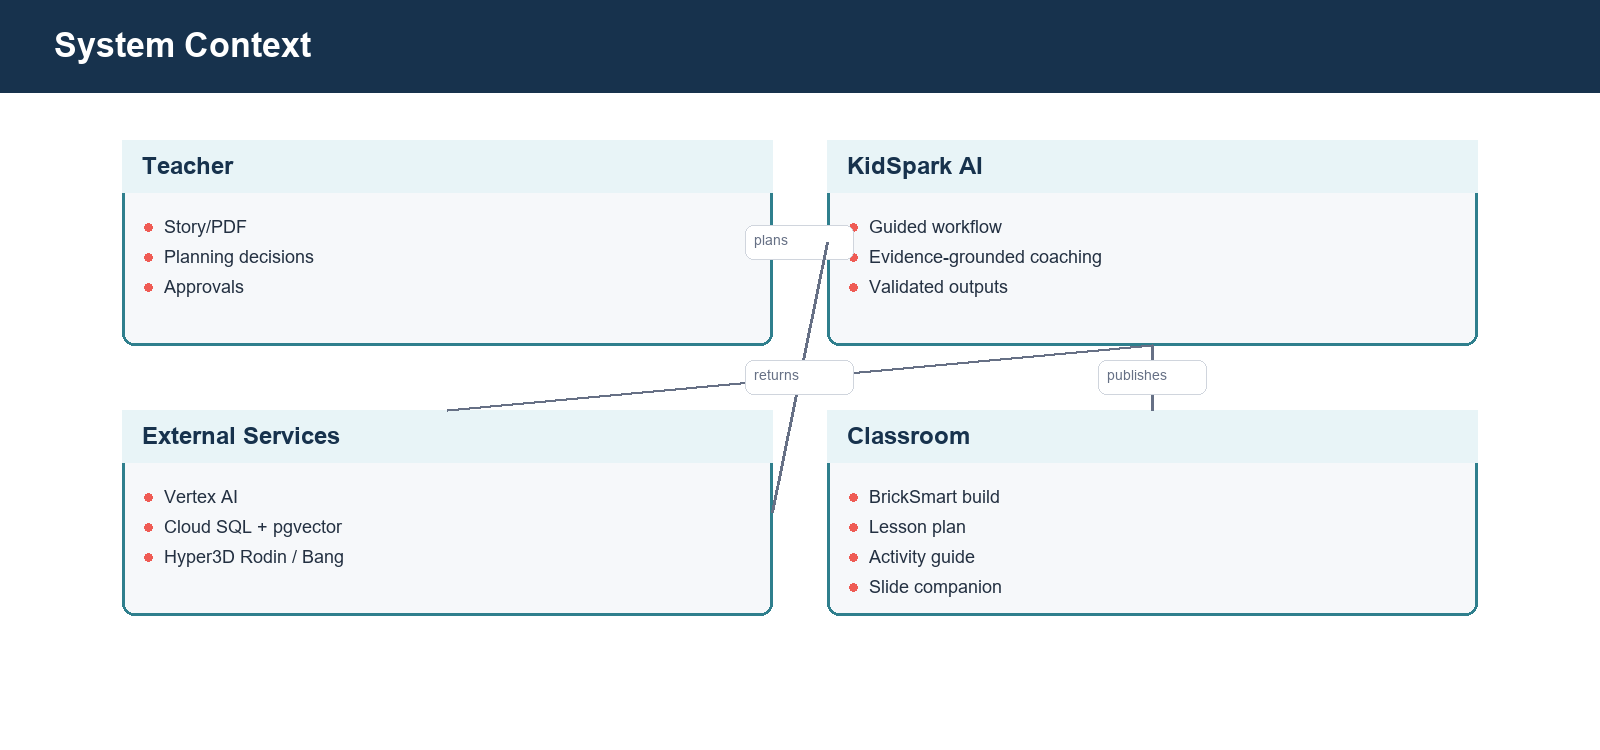 System Context
Teacher
Story/PDF
Planning decisions
Approvals
plans
KidSpark AI
Guided workflow
Evidence-grounded coaching
Validated outputs
returns
publishes
External Services
Vertex AI
Cloud SQL + pgvector
Hyper3D Rodin / Bang
Classroom
BrickSmart build
Lesson plan
Activity guide
Slide companion